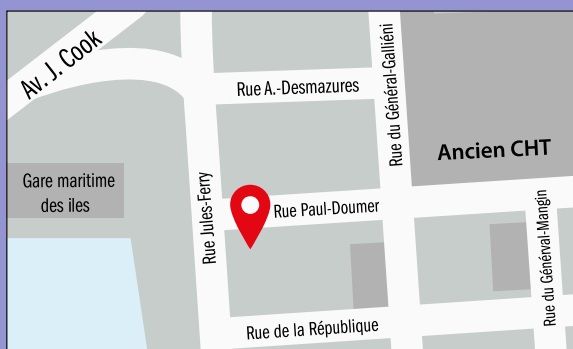 Av. J. Cook
Rue A.-Desmazures
Rue du Général-Galliéni
Ancien CHT
Gare maritime
des iles
Rue Jules-Ferry
Rue Paul-Doumer
Rue du Générval-Mangin
Rue de la République